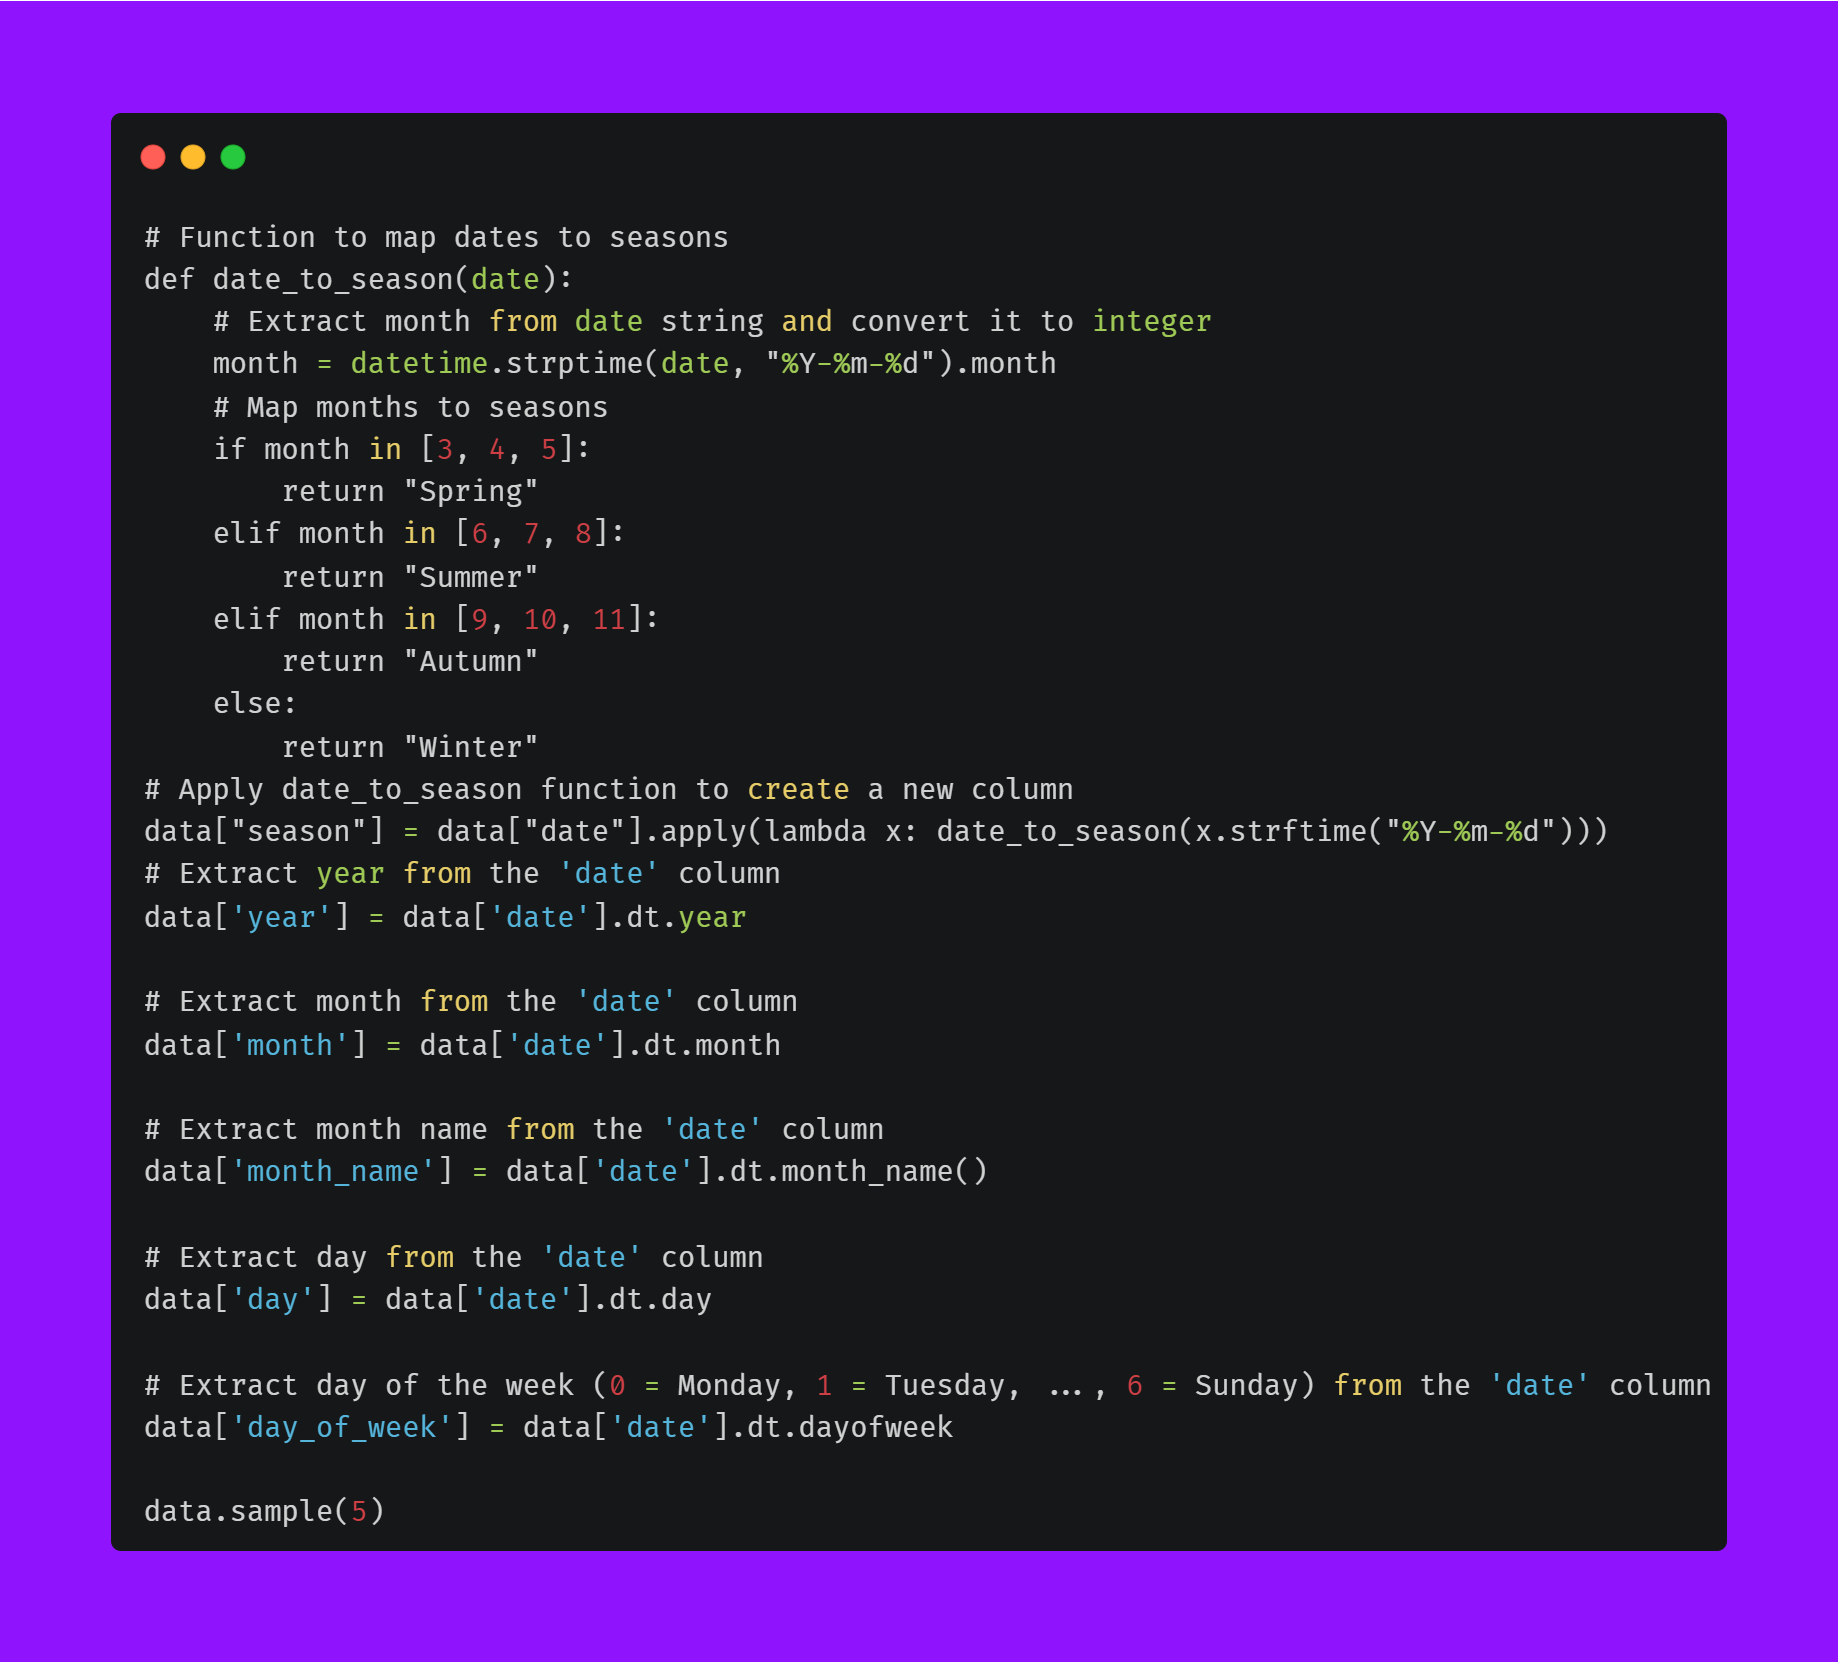 # Function to map dates to seasons
def date_to_season(date):
    # Extract month from date string and convert it to integer
    month = datetime.strptime(date, "%Y-%m-%d").month
    # Map months to seasons
    if month in [3, 4, 5]:
        return "Spring"
    elif month in [6, 7, 8]:
        return "Summer"
    elif month in [9, 10, 11]:
        return "Autumn"
    else:
        return "Winter"
# Apply date_to_season function to create a new column
data["season"] = data["date"].apply(lambda x: date_to_season(x.strftime("%Y-%m-%d")))
# Extract year from the 'date' column
data['year'] = data['date'].dt.year

# Extract month from the 'date' column
data['month'] = data['date'].dt.month

# Extract month name from the 'date' column
data['month_name'] = data['date'].dt.month_name()

# Extract day from the 'date' column
data['day'] = data['date'].dt.day

# Extract day of the week (0 = Monday, 1 = Tuesday, ..., 6 = Sunday) from the 'date' column
data['day_of_week'] = data['date'].dt.dayofweek

data.sample(5)